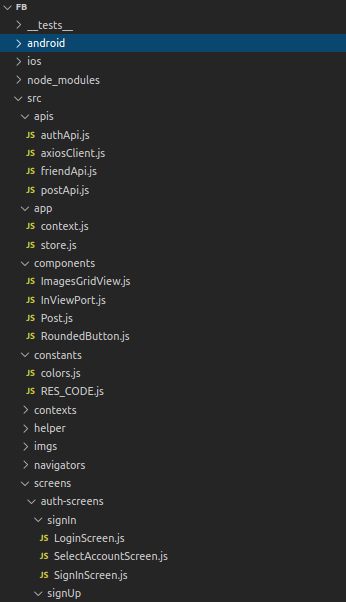 FB
__tests__
android
ios
node_modules
src
apis
JS authApi.js
JS axiosClient.js
JS friendApi.js
JS postApi.js
app
JS context.js
JS store.js
components
JS ImagesGridView.js
JS InViewPort.js
JS Post.js
JS RoundedButton.js
constants
JS colors.js
JS RES_CODE.js
contexts
helper
imgs
navigators
screens
auth-screens
signIn
JS LoginScreen.js
JS SelectAccountScreen.js
JS SignInScreen.js
signUp